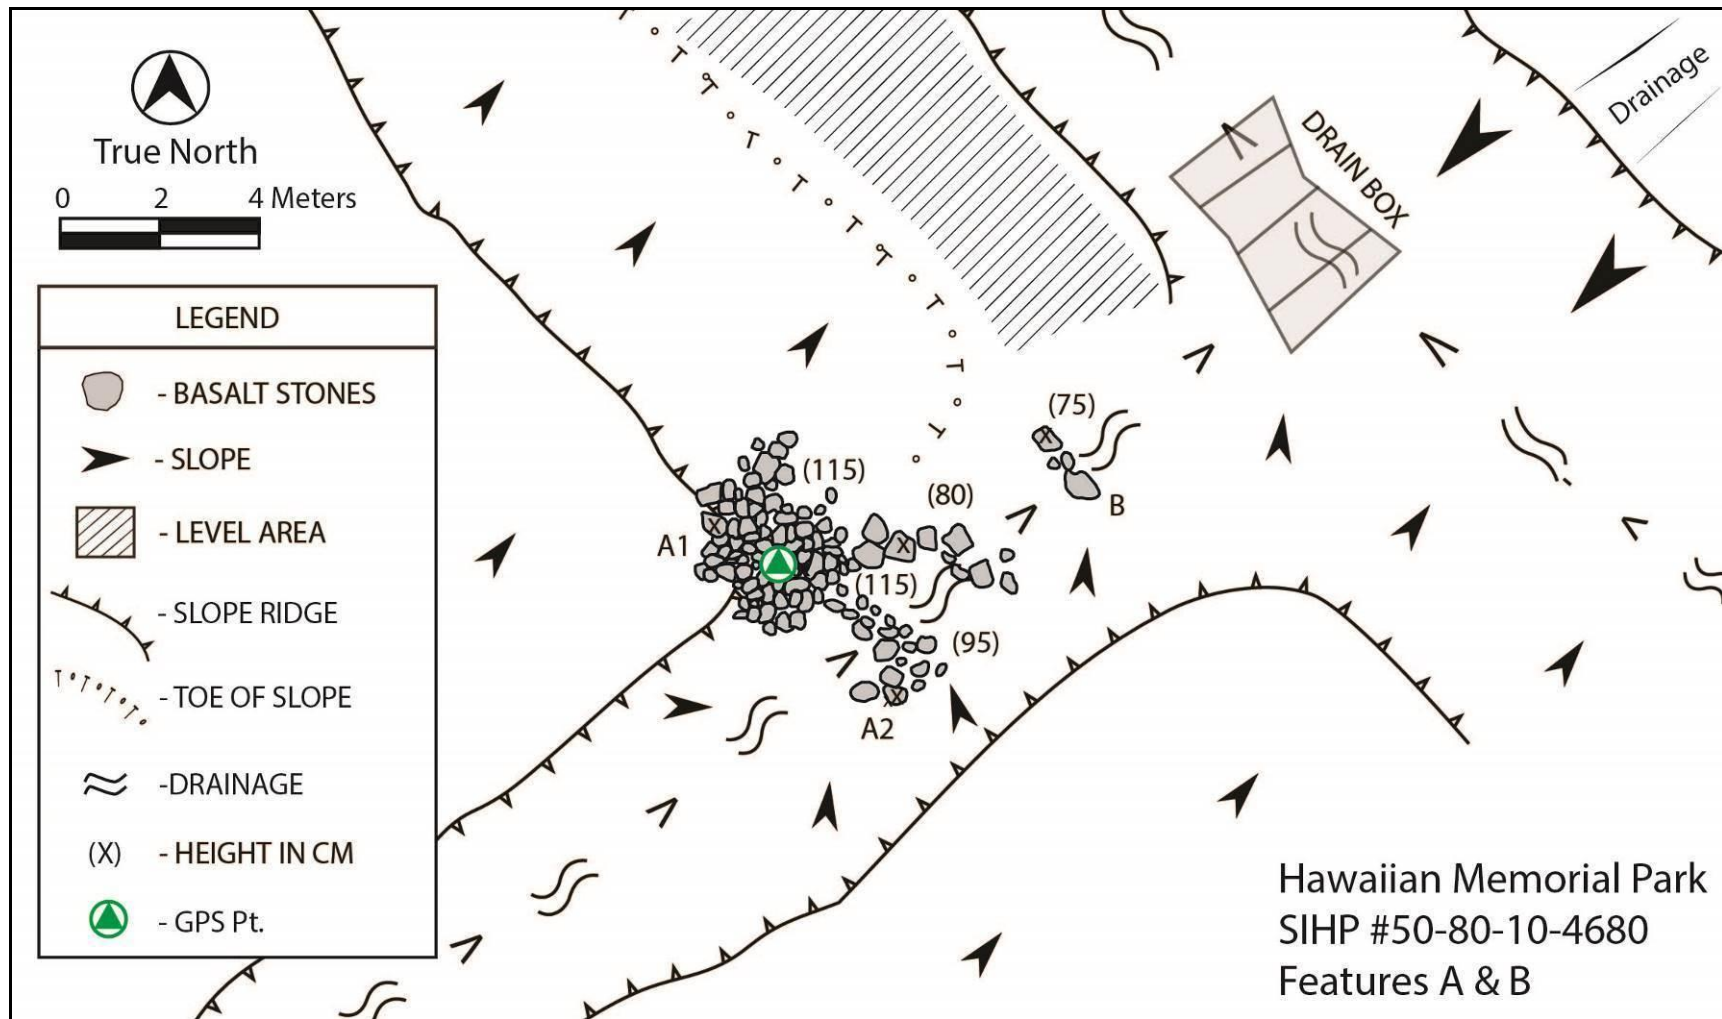 True North
0 2 4 Meters
LEGEND
- BASALT STONES
- SLOPE
- LEVEL AREA
- SLOPE RIDGE
- TOE OF SLOPE
-DRAINAGE
(X) - HEIGHT IN CM
- GPS Pt.
Drainage
DRAIN BOX
(75)
B
(115)
(80)
A1
(115)
(95)
A2
Hawaiian Memorial Park
SIHP #50-80-10-4680
Features A & B